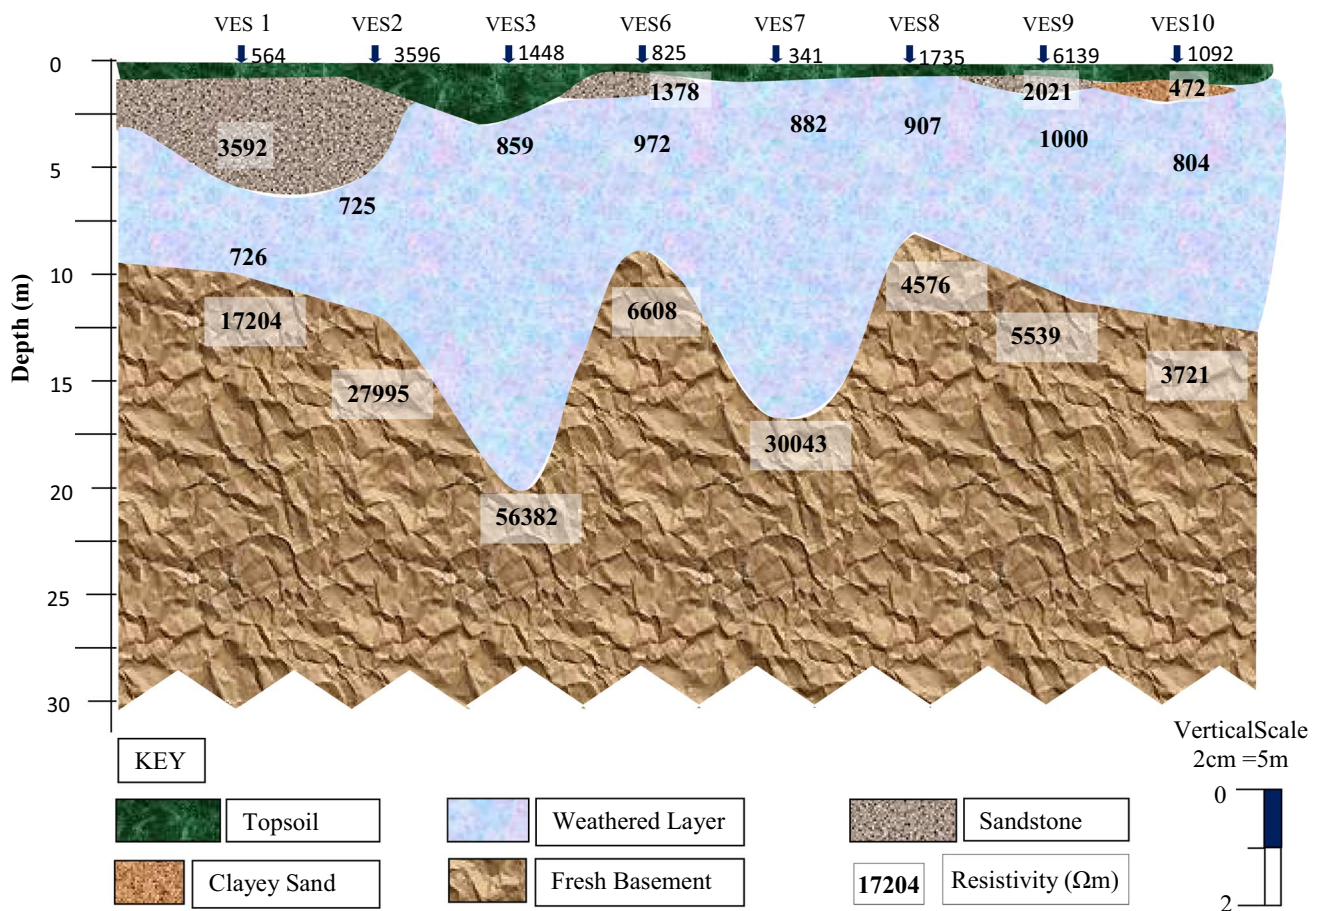 VES 1 VES2 VES3 VES6 VES7 VES8 VES9 VES10
564 3596 1448 825 341 1735 6139 1092
0
1378 2021 472
3592 859 972 882 907 1000 804
5
725
726
10
17204 6608 4576 5539
Depth (m)
15
27995 3721
30043
20
56382
25
30
VerticalScale
2cm =5m
KEY
0
Topsoil Weathered Layer Sandstone
Clayey Sand Fresh Basement 17204 Resistivity (Ωm)
2